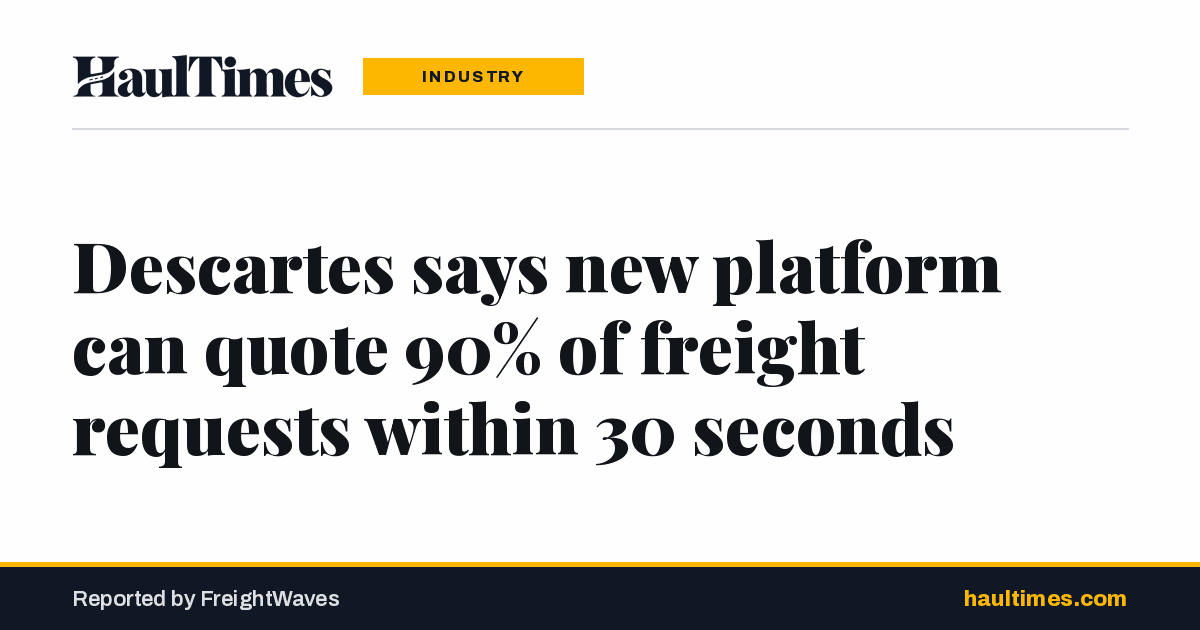 HaulTimes
INDUSTRY
Descartes says new platform
can quote 90% of freight
requests within 30 seconds
Reported by FreightWaves
haultimes.com